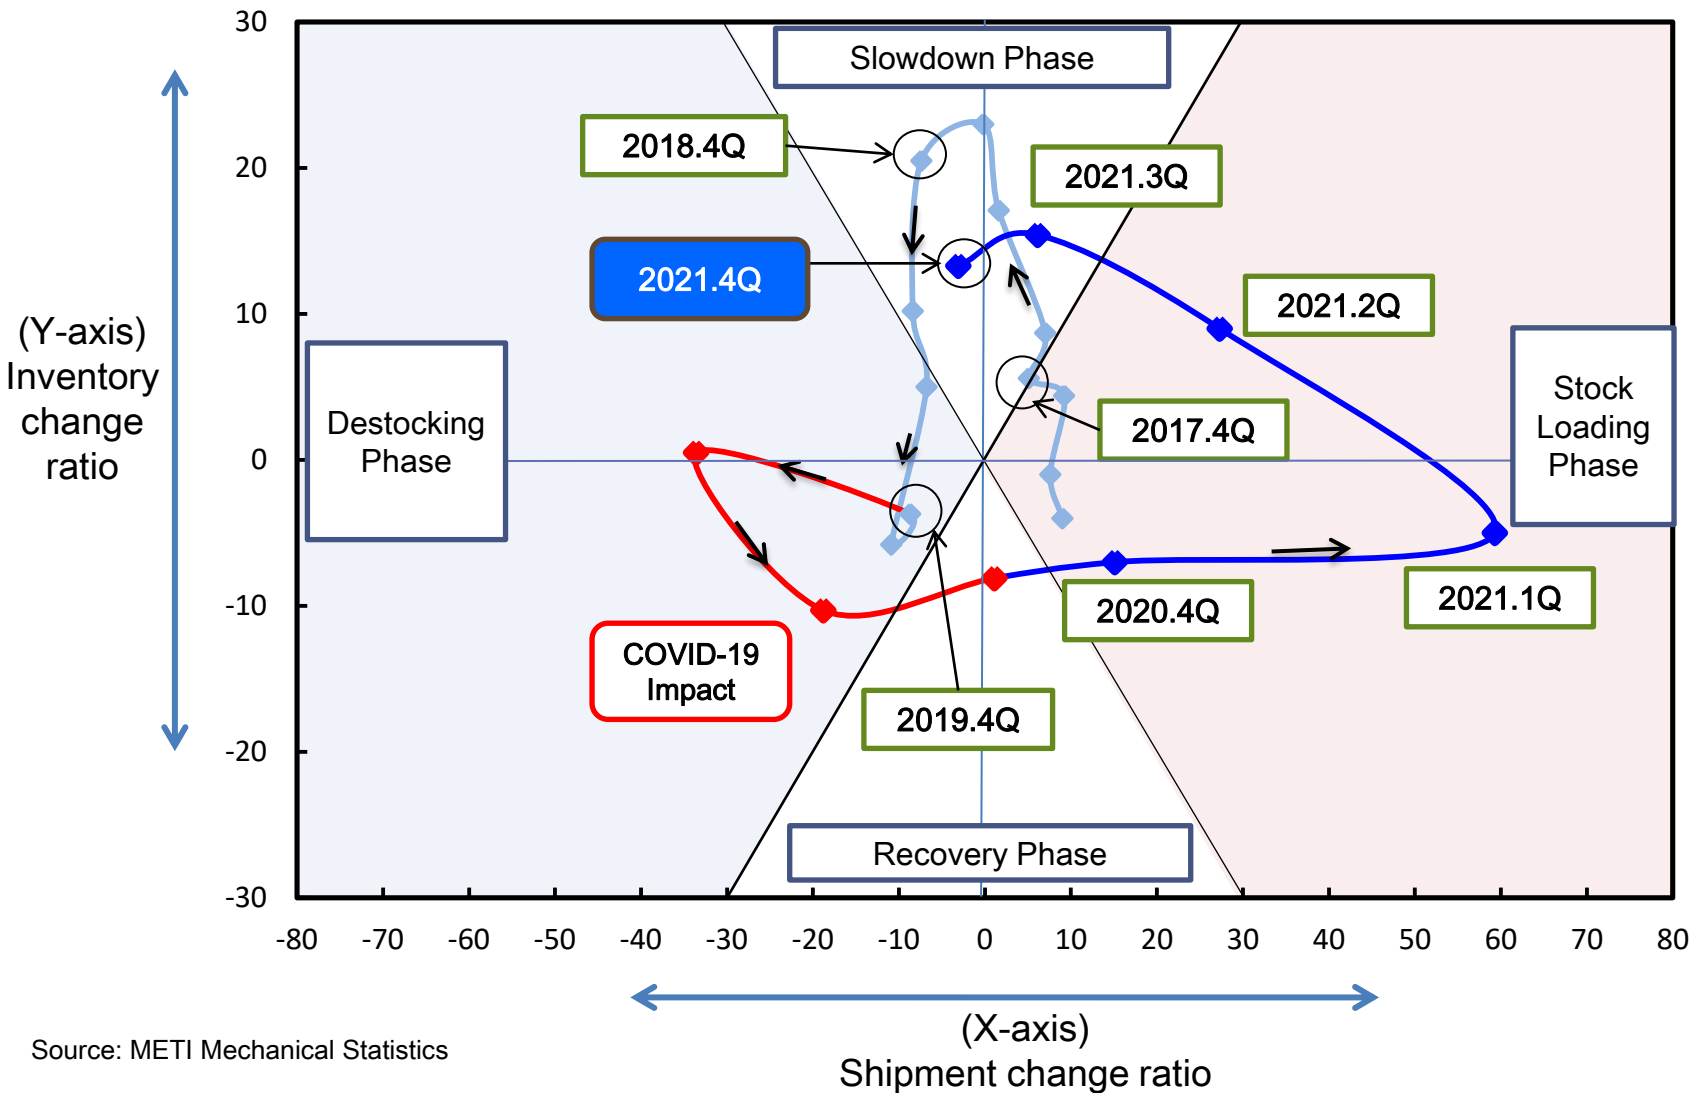 30
20
10
0
-10
-20
-30
Slowdown Phase
2018.4Q
2021.3Q
2021.4Q
2021.2Q
(Y-axis)
Inventory
change
ratio
Destocking
Phase
2017.4Q
Stock
Loading
Phase
2020.4Q
2021.1Q
COVID-19
Impact
2019.4Q
Recovery Phase
-80 -70 -60 -50 -40 -30 -20 -10 0 10 20 30 40 50 60 70 80
(X-axis)
Shipment change ratio
Source: METI Mechanical Statistics